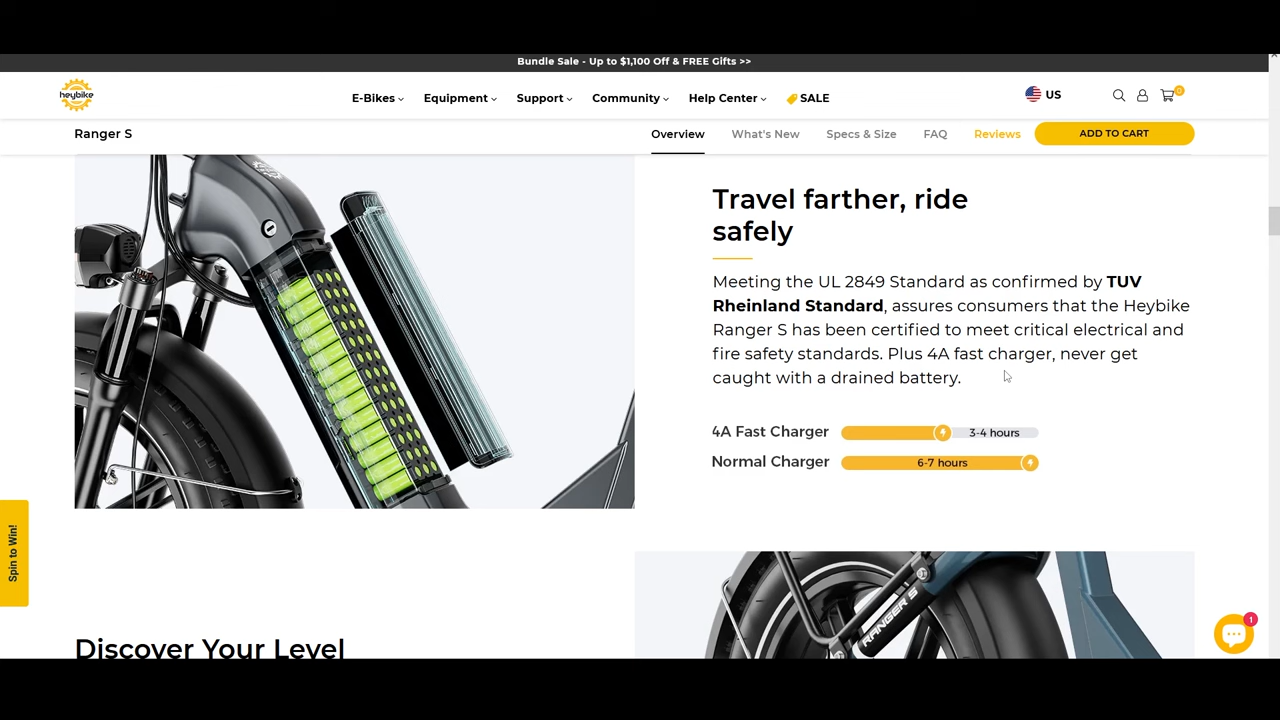 Bundle Sale - Up to $1,100 Off & FREE Gifts >>
heybike
E-Bikes
Equipment
Support
Community
Help Center
SALE
US
0
Ranger S
Overview
What's New
Specs & Size
FAQ
Reviews
ADD TO CART
Travel farther, ride
safely
Meeting the UL 2849 Standard as confirmed by TUV
Rheinland Standard, assures consumers that the Heybike
Ranger S has been certified to meet critical electrical and
fire safety standards. Plus 4A fast charger, never get
caught with a drained battery.
4A Fast Charger
3-4 hours
Normal Charger
6-7 hours
Spin to Win!
Discover Your Level
RANGER S
1